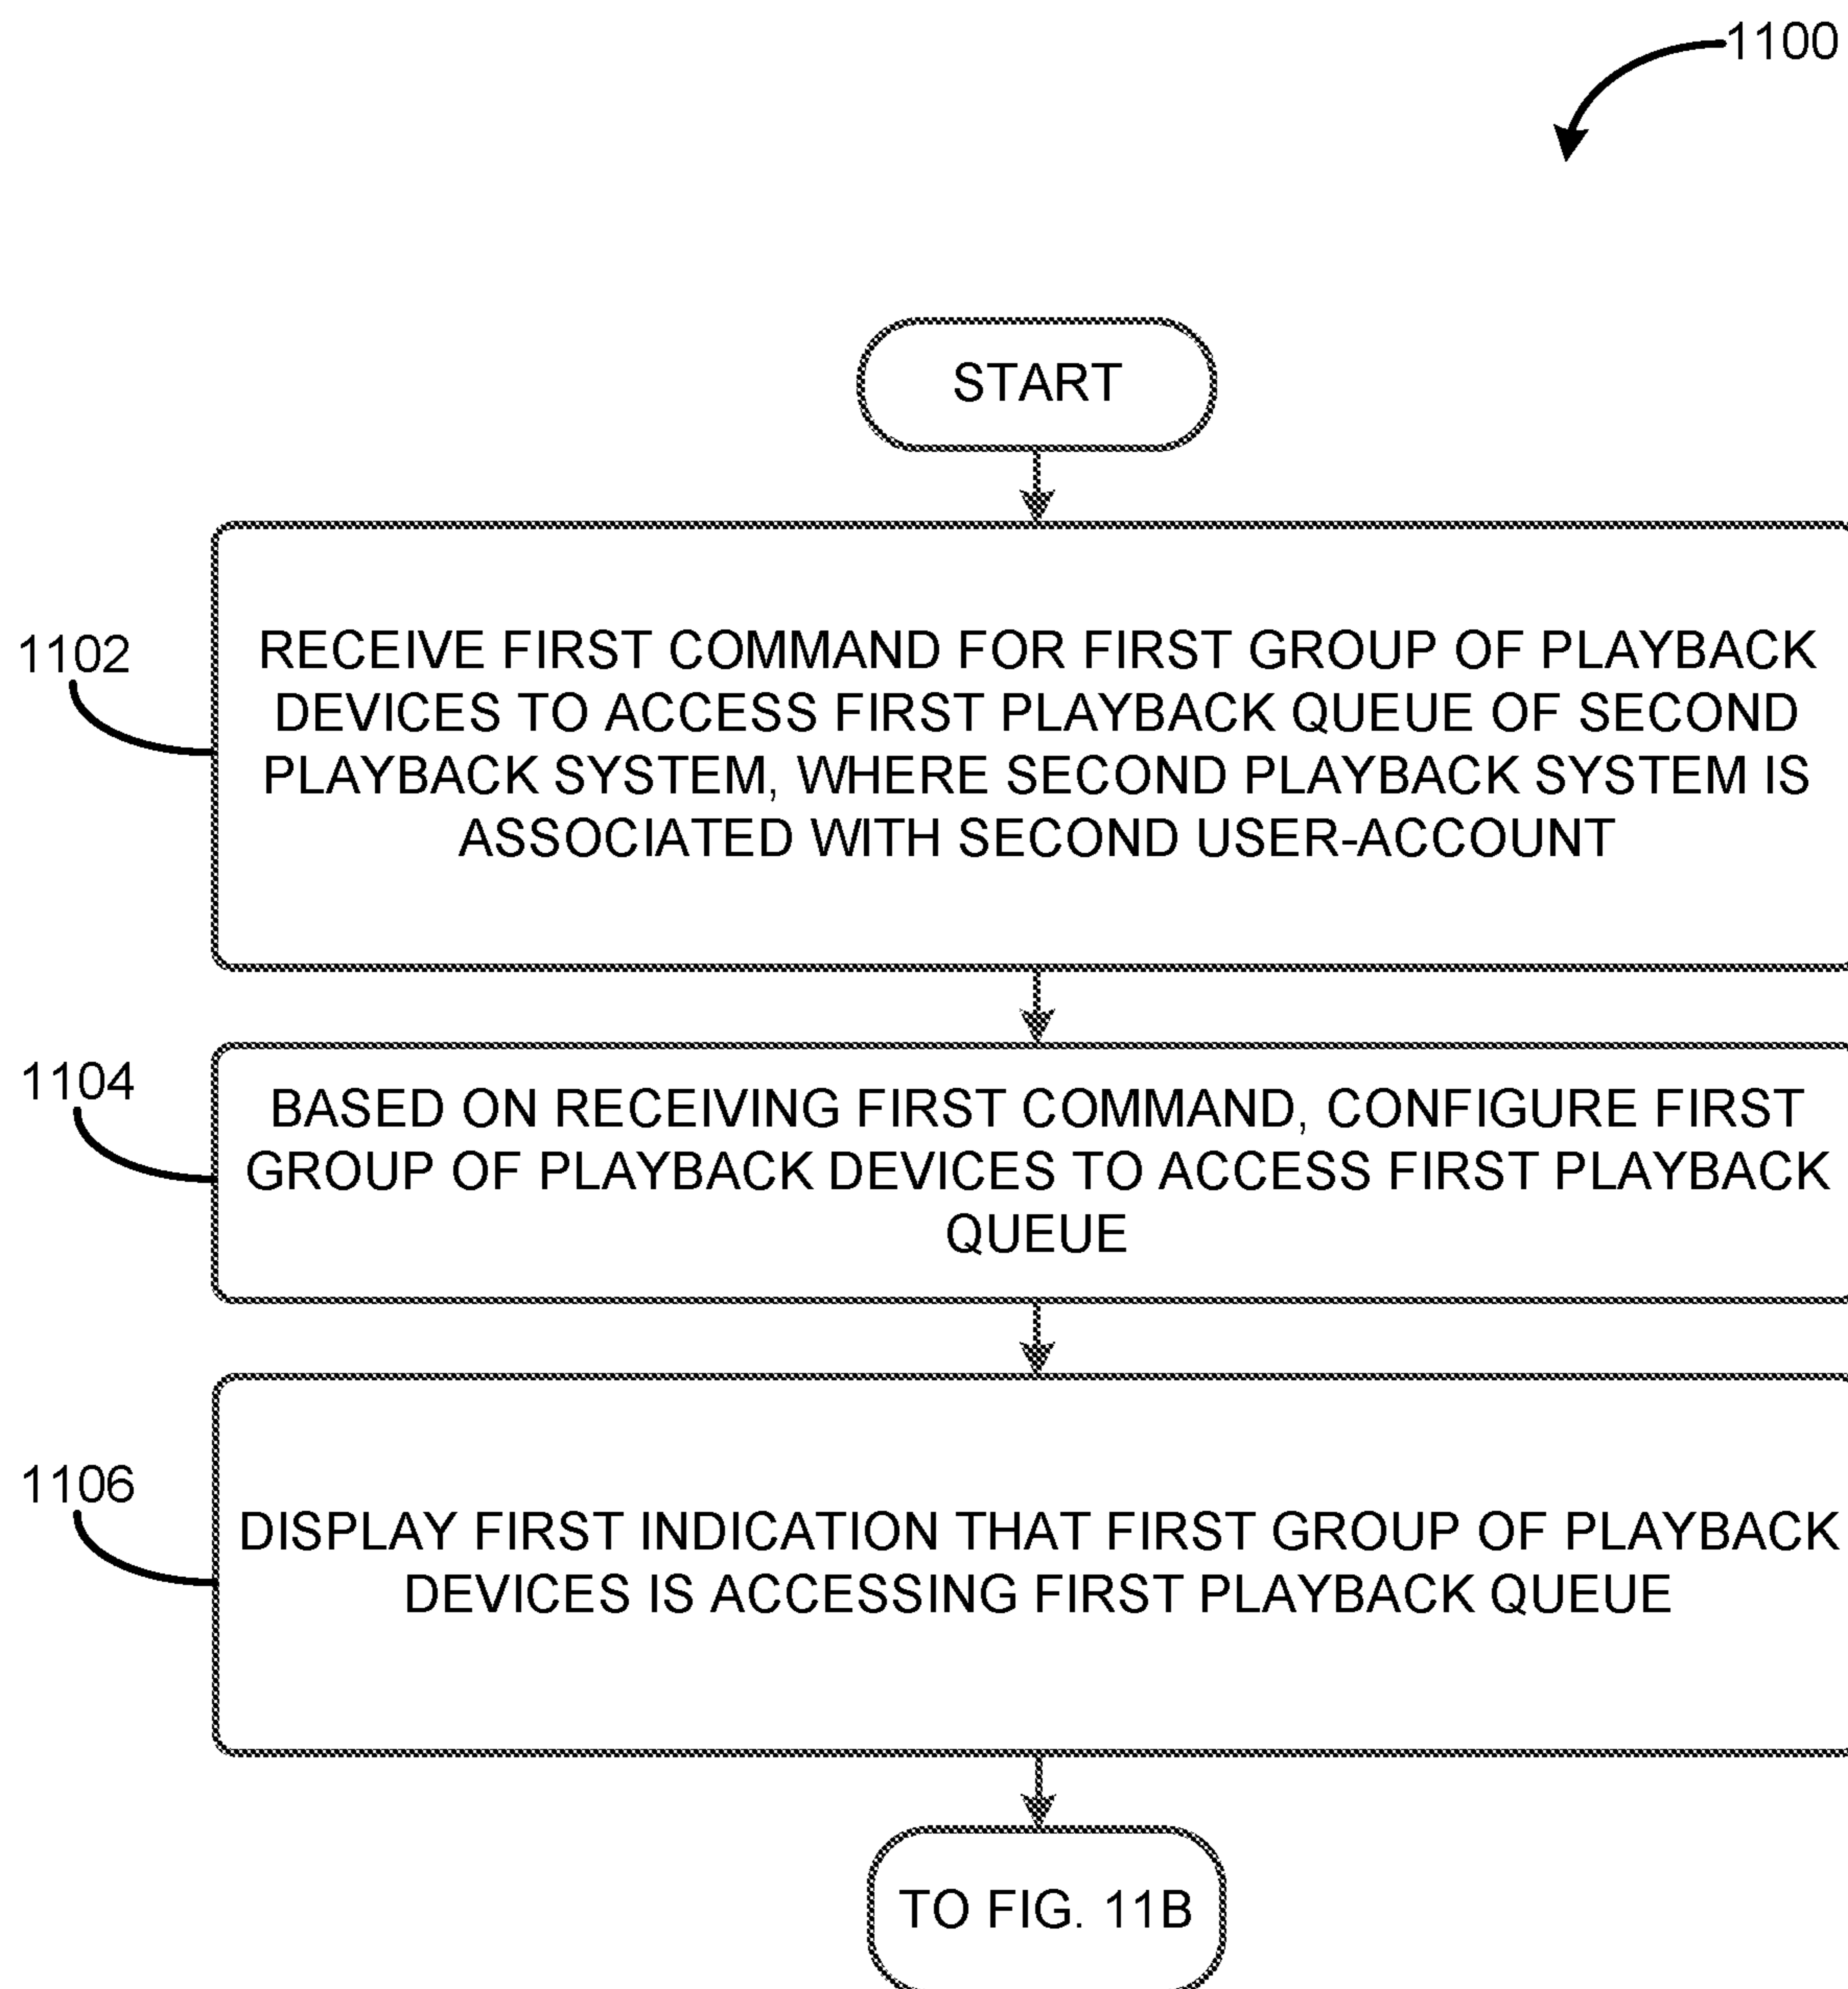 1100
START
1102
RECEIVE FIRST COMMAND FOR FIRST GROUP OF PLAYBACK
DEVICES TO ACCESS FIRST PLAYBACK QUEUE OF SECOND
PLAYBACK SYSTEM, WHERE SECOND PLAYBACK SYSTEM IS
ASSOCIATED WITH SECOND USER-ACCOUNT
1104
BASED ON RECEIVING FIRST COMMAND, CONFIGURE FIRST
GROUP OF PLAYBACK DEVICES TO ACCESS FIRST PLAYBACK
QUEUE
1106
DISPLAY FIRST INDICATION THAT FIRST GROUP OF PLAYBACK
DEVICES IS ACCESSING FIRST PLAYBACK QUEUE
TO FIG. 11B